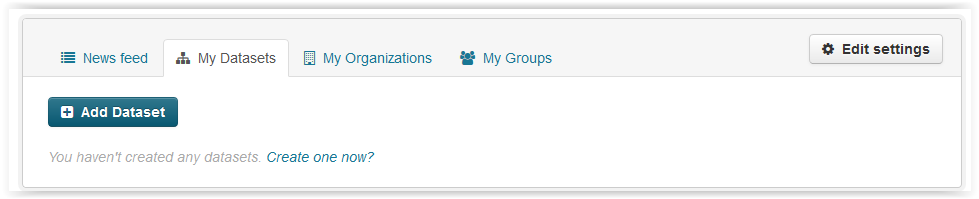 News feed My Datasets My Organizations My Groups Edit settings
Add Dataset
You haven't created any datasets. Create one now?